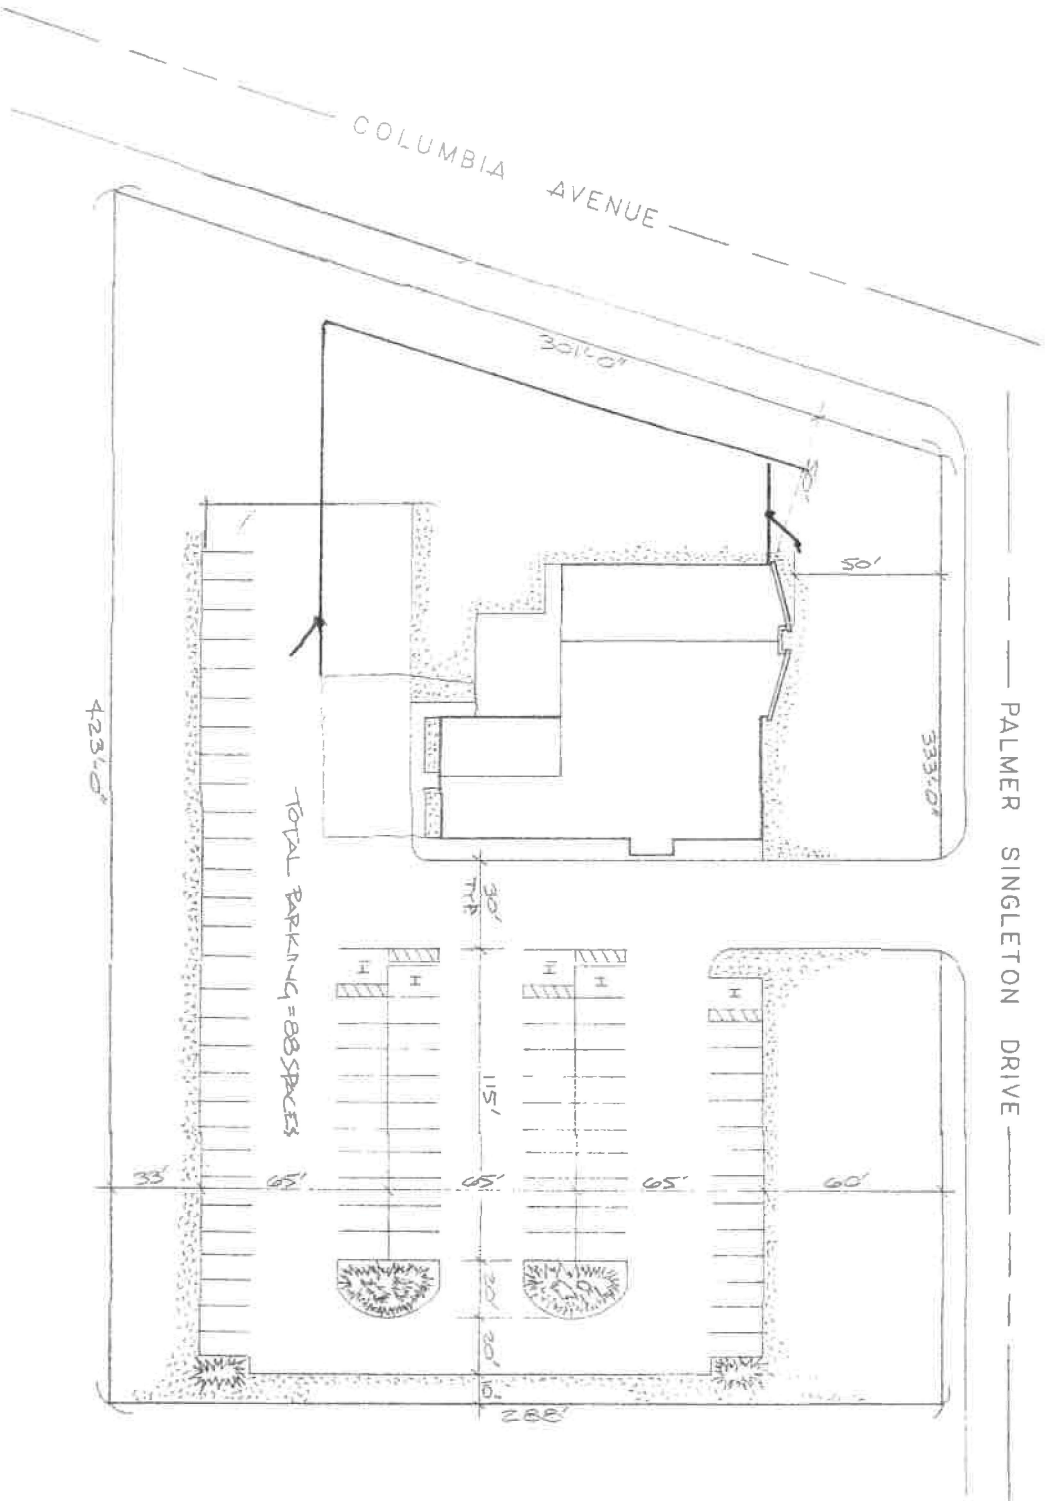 COLUMBIA AVENUE
301'-0"
50'
333'-0"
PALMER SINGLETON DRIVE
423'-0"
TOTAL PARKING = 88 SPACES
30'
TYP.
H
H
H
H
H
115'
33'
65'
65'
65'
60'
20'
20'
10'
288'